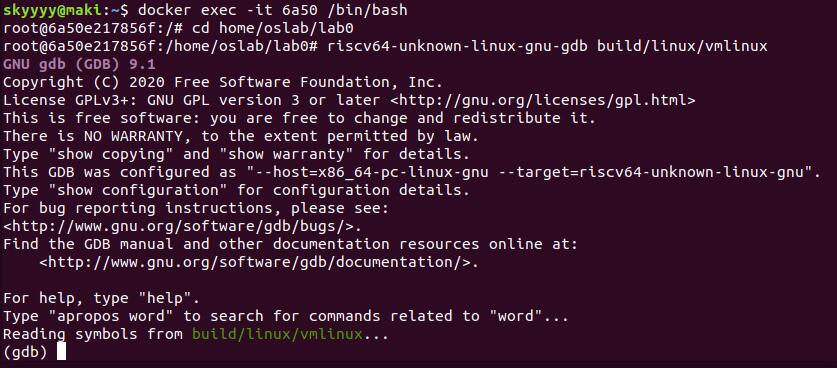 skyyyy@maki:~$ docker exec -it 6a50 /bin/bash
root@6a50e217856f:/# cd home/oslab/lab0
root@6a50e217856f:/home/oslab/lab0# riscv64-unknown-linux-gnu-gdb build/linux/vmlinux
GNU gdb (GDB) 9.1
Copyright (C) 2020 Free Software Foundation, Inc.
License GPLv3+: GNU GPL version 3 or later <http://gnu.org/licenses/gpl.html>
This is free software: you are free to change and redistribute it.
There is NO WARRANTY, to the extent permitted by law.
Type "show copying" and "show warranty" for details.
This GDB was configured as "--host=x86_64-pc-linux-gnu --target=riscv64-unknown-linux-gnu".
Type "show configuration" for configuration details.
For bug reporting instructions, please see:
<http://www.gnu.org/software/gdb/bugs/>.
Find the GDB manual and other documentation resources online at:
    <http://www.gnu.org/software/gdb/documentation/>.

For help, type "help".
Type "apropos word" to search for commands related to "word"...
Reading symbols from build/linux/vmlinux...
(gdb)